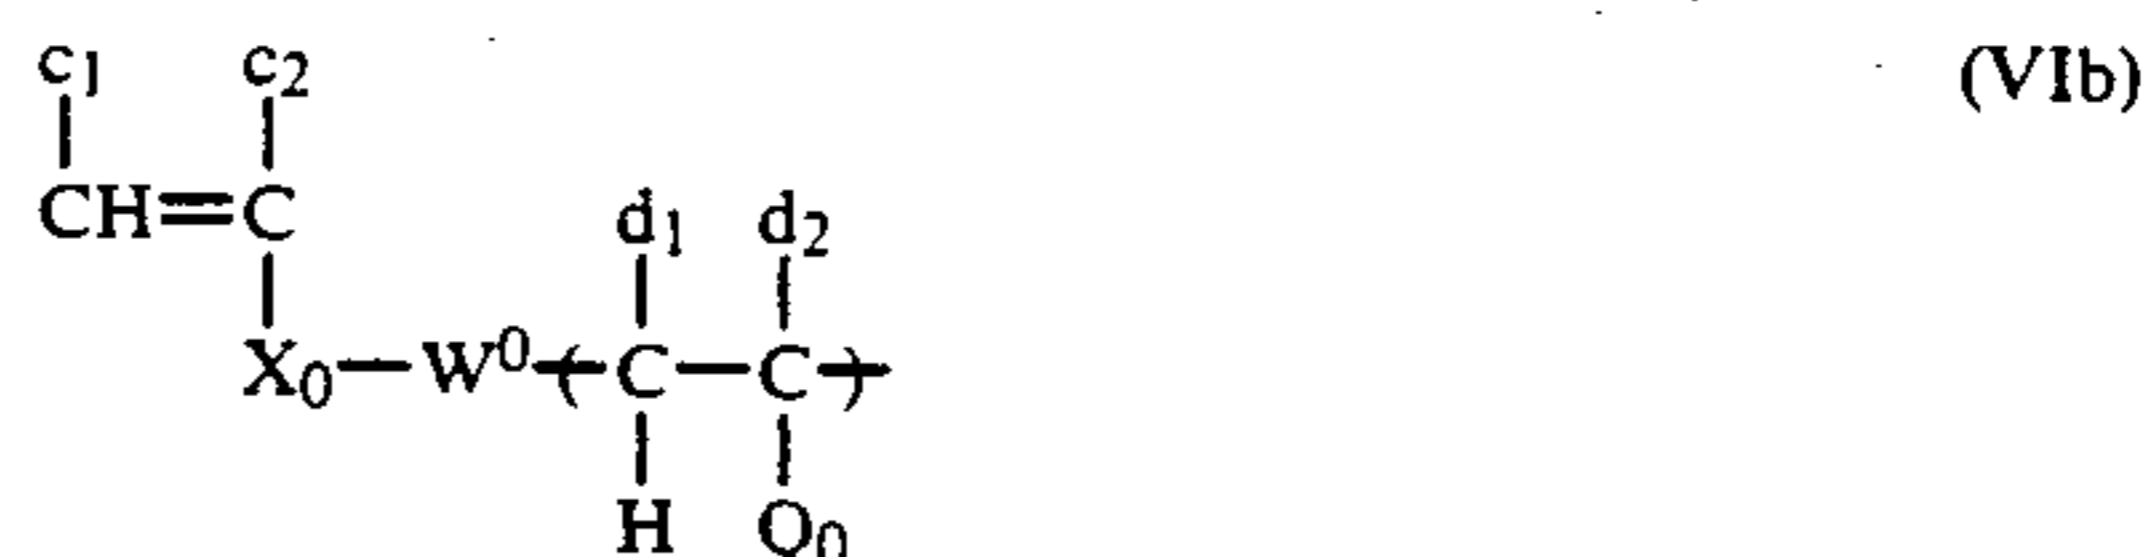 c1 c2 (VIb)
CH=C d1 d2
X0—W0—(C—C)—
H Q0